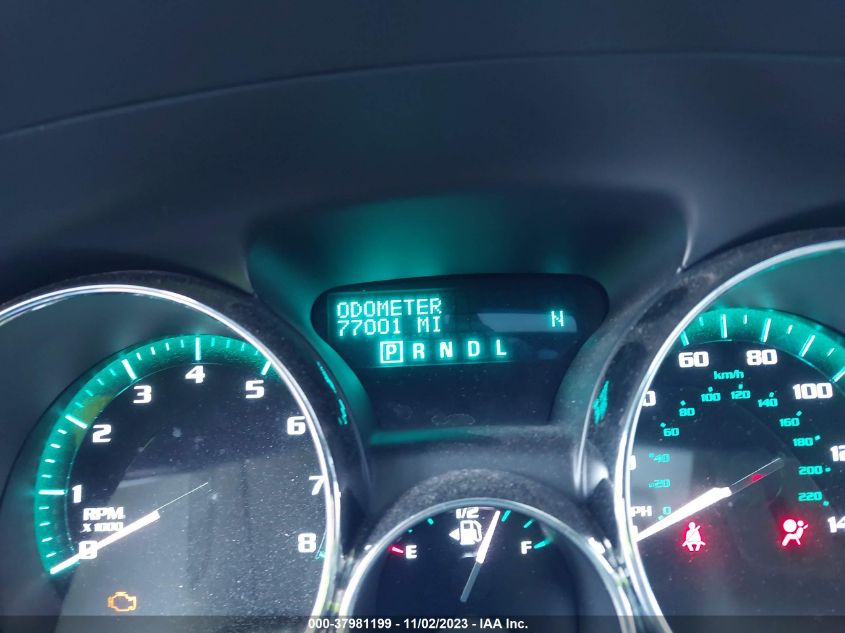 ODOMETER
77001 MI N
P R N D L
0 1 2 3 4 5 6 7 8
RPM
X 1000
E 1/2 F
60 80 100
km/h
0 20 40 60 80 100 120 140 160 180 200 220
000-37981199 - 11/02/2023 - IAA Inc.